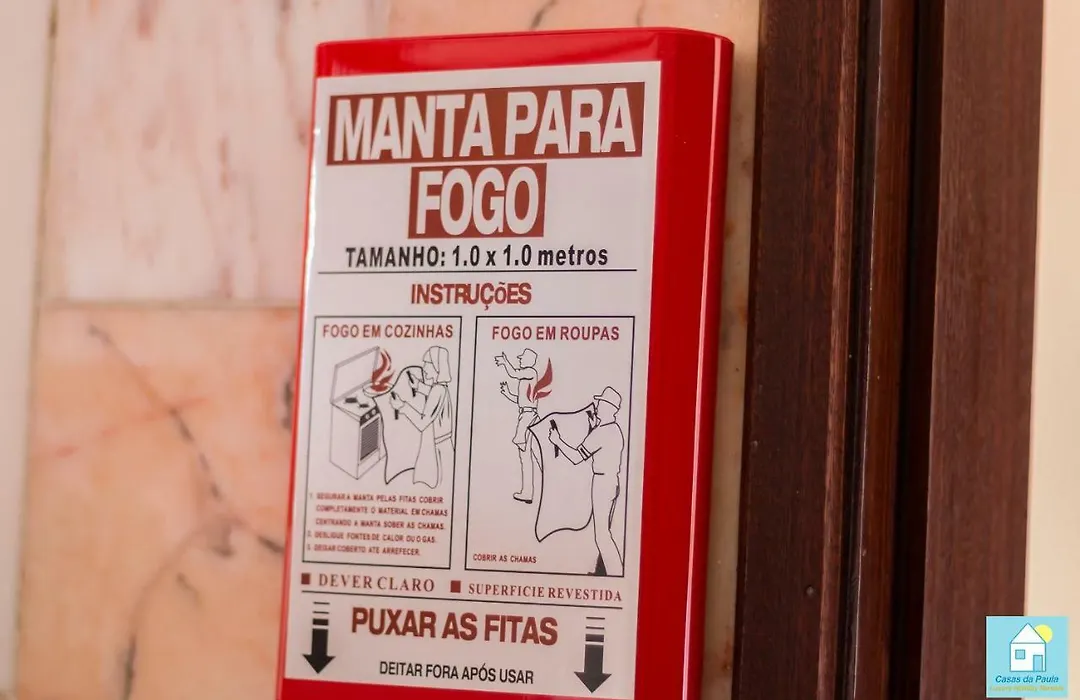 MANTA PARA
FOGO
TAMANHO: 1.0 x 1.0 metros
INSTRUÇÕES
FOGO EM COZINHAS
1. SEGURAR A MANTA PELAS FITAS COBRIR
COMPLETAMENTE O MATERIAL EM CHAMAS
CENTRANDO A MANTA SOBER AS CHAMAS.
2. DESLIGUE FONTES DE CALOR OU O GAS.
3. DEIXAR COBERTO ATE ARREFECER.
FOGO EM ROUPAS
COBRIR AS CHAMAS
DEVER CLARO
SUPERFICIE REVESTIDA
PUXAR AS FITAS
DEITAR FORA APÓS USAR
Casas da Paula